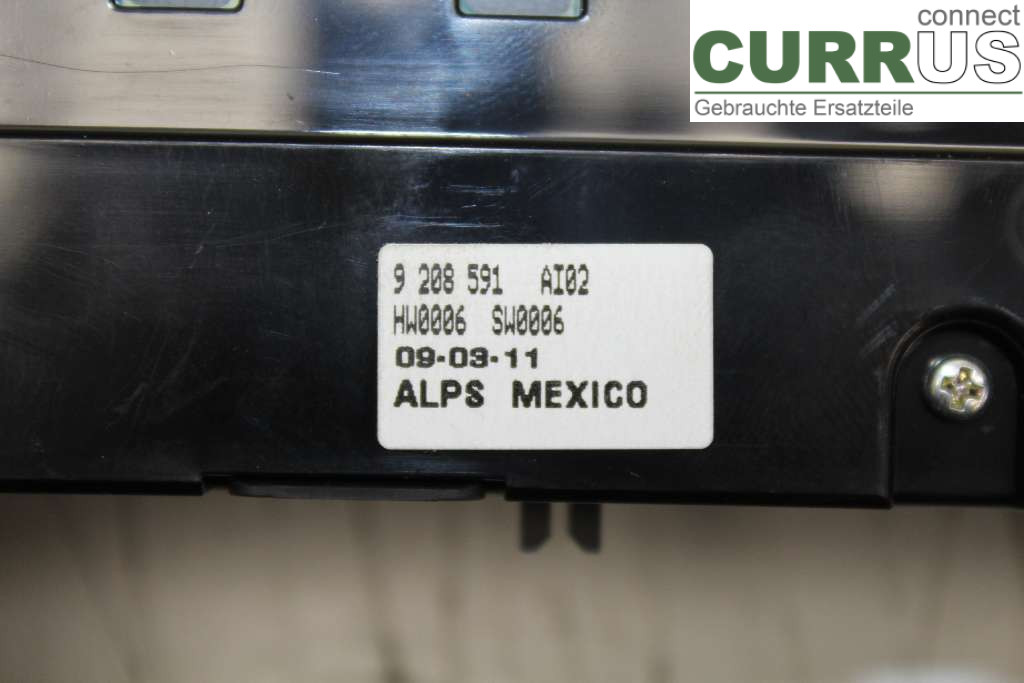 connect
CURRUS
Gebrauchte Ersatzteile
9 208 591 AI02
HW0006 SW0006
09-03-11
ALPS MEXICO